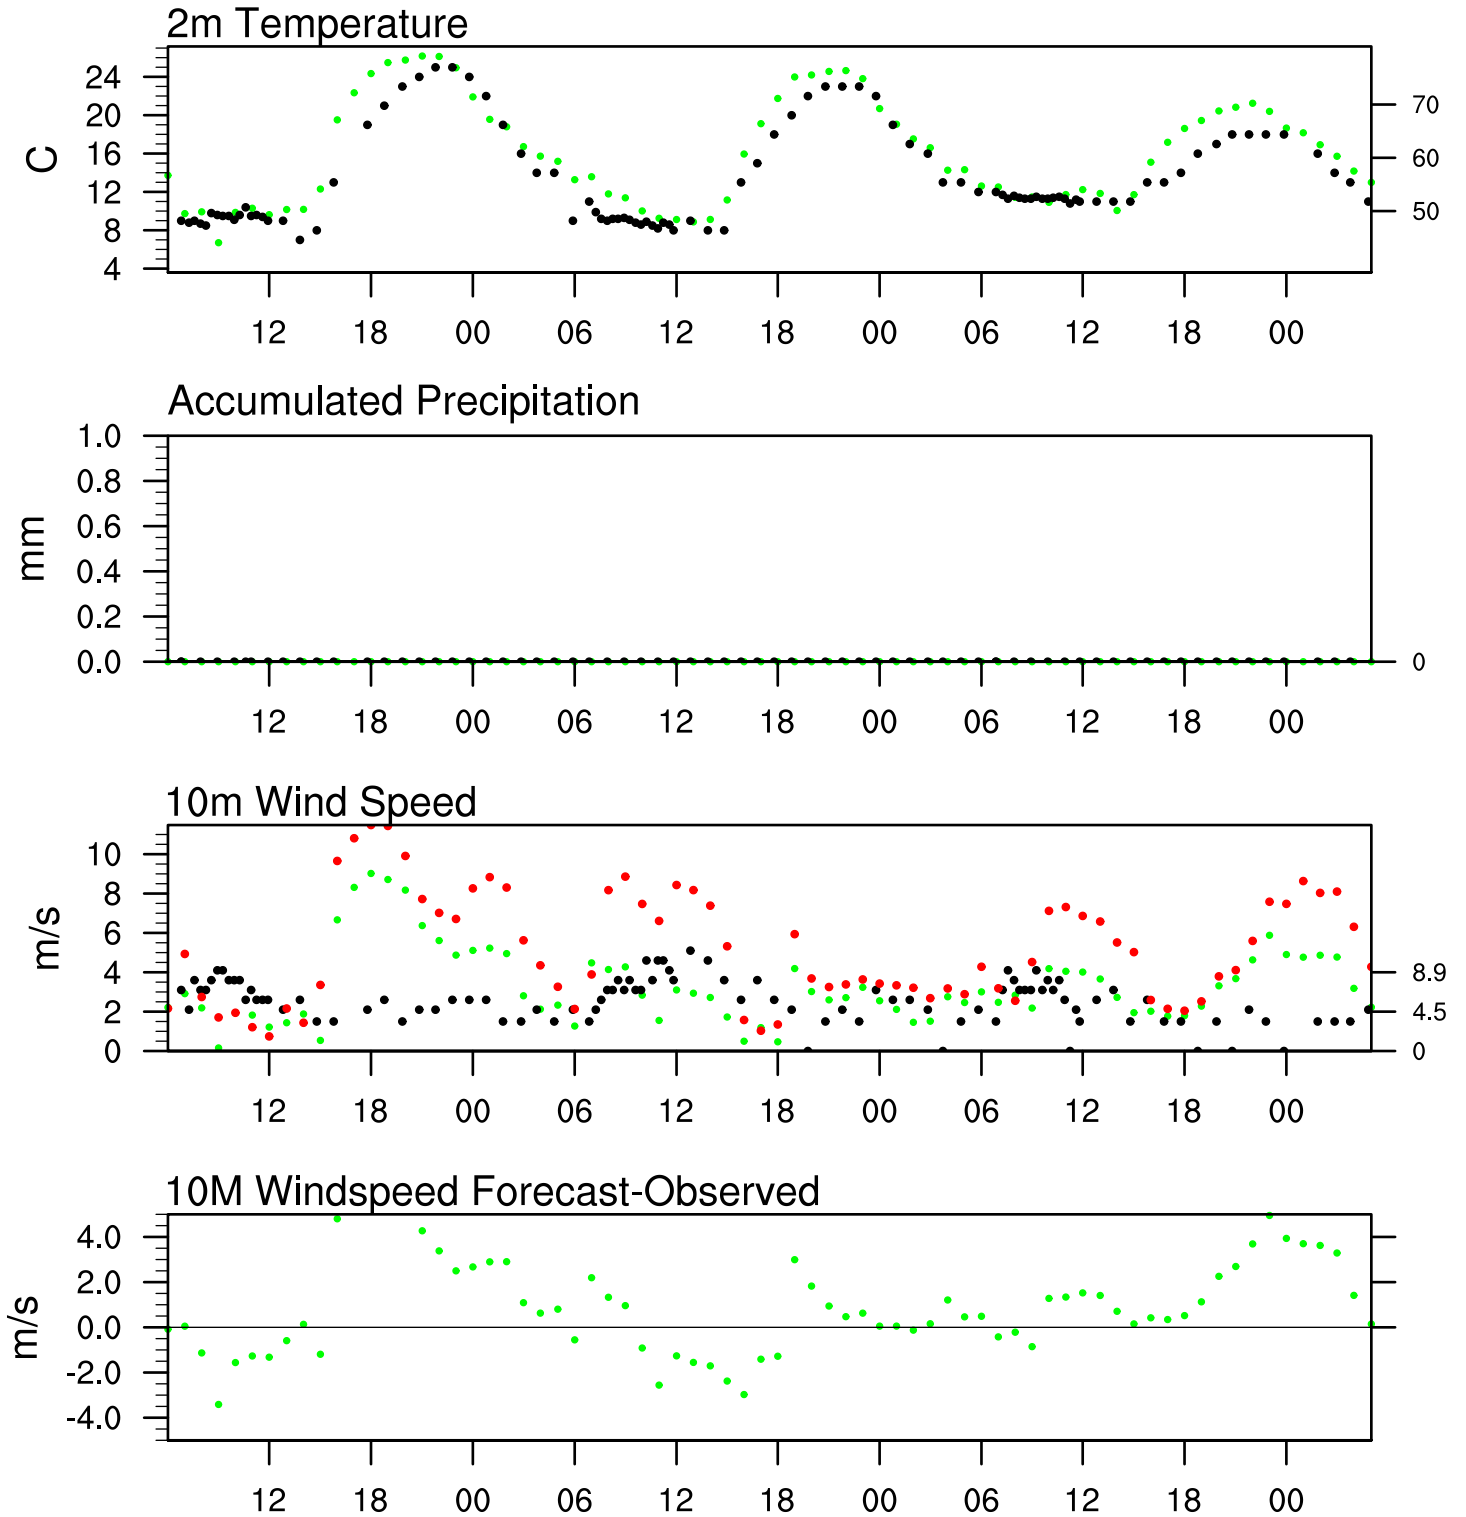 2m Temperature
24
20
16
12
8
4
C
70
60
50
12 18 00 06 12 18 00 06 12 18 00
Accumulated Precipitation
1.0
0.8
0.6
0.4
0.2
0.0
mm
0
12 18 00 06 12 18 00 06 12 18 00
10m Wind Speed
10
8
6
4
2
0
m/s
8.9
4.5
0
12 18 00 06 12 18 00 06 12 18 00
10M Windspeed Forecast-Observed
4.0
2.0
0.0
-2.0
-4.0
m/s
12 18 00 06 12 18 00 06 12 18 00